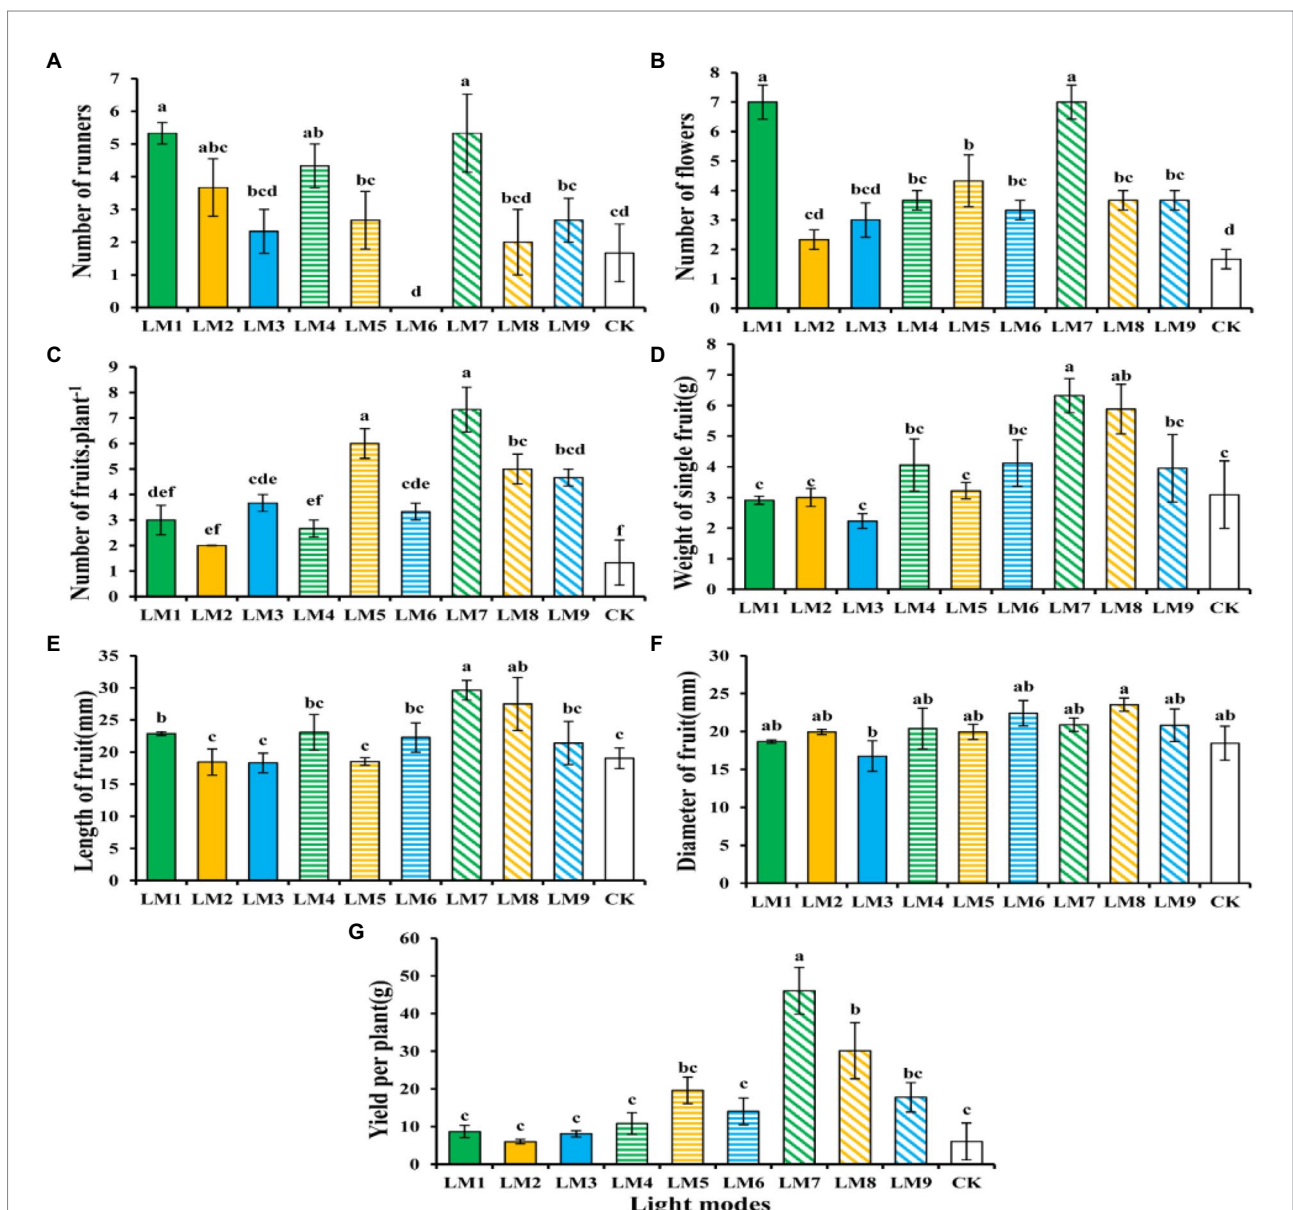 A
Number of runners
7
6
5
4
3
2
1
0
a
abc
bcd
ab
bc
d
a
bcd
bc
cd
LM1 LM2 LM3 LM4 LM5 LM6 LM7 LM8 LM9 CK
B
Number of flowers
8
7
6
5
4
3
2
1
0
a
cd
bcd
bc
b
bc
a
bc
bc
d
LM1 LM2 LM3 LM4 LM5 LM6 LM7 LM8 LM9 CK
C
Number of fruits.plant-1
9
8
7
6
5
4
3
2
1
0
def
ef
cde
ef
a
cde
a
bc
bcd
f
LM1 LM2 LM3 LM4 LM5 LM6 LM7 LM8 LM9 CK
D
Weight of single fruit(g)
8
7
6
5
4
3
2
1
0
c
c
c
bc
c
bc
a
ab
bc
c
LM1 LM2 LM3 LM4 LM5 LM6 LM7 LM8 LM9 CK
E
Length of fruit(mm)
35
30
25
20
15
10
5
0
b
c
c
bc
c
bc
a
ab
bc
c
LM1 LM2 LM3 LM4 LM5 LM6 LM7 LM8 LM9 CK
F
Diameter of fruit(mm)
30
25
20
15
10
5
0
ab
ab
b
ab
ab
ab
ab
a
ab
ab
LM1 LM2 LM3 LM4 LM5 LM6 LM7 LM8 LM9 CK
G
Yield per plant(g)
60
50
40
30
20
10
0
c
c
c
c
bc
c
a
b
bc
c
LM1 LM2 LM3 LM4 LM5 LM6 LM7 LM8 LM9 CK
Light modes